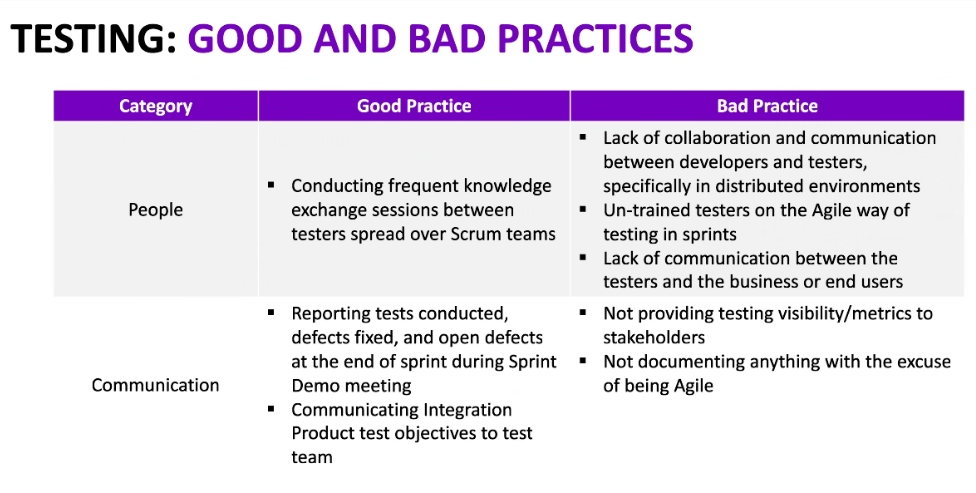 TESTING: GOOD AND BAD PRACTICES
Category
Good Practice
Bad Practice
People
▪ Conducting frequent knowledge
exchange sessions between
testers spread over Scrum teams
▪ Lack of collaboration and communication
between developers and testers,
specifically in distributed environments
▪ Un-trained testers on the Agile way of
testing in sprints
▪ Lack of communication between the
testers and the business or end users
Communication
▪ Reporting tests conducted,
defects fixed, and open defects
at the end of sprint during Sprint
Demo meeting
▪ Communicating Integration
Product test objectives to test
team
▪ Not providing testing visibility/metrics to
stakeholders
▪ Not documenting anything with the excuse
of being Agile